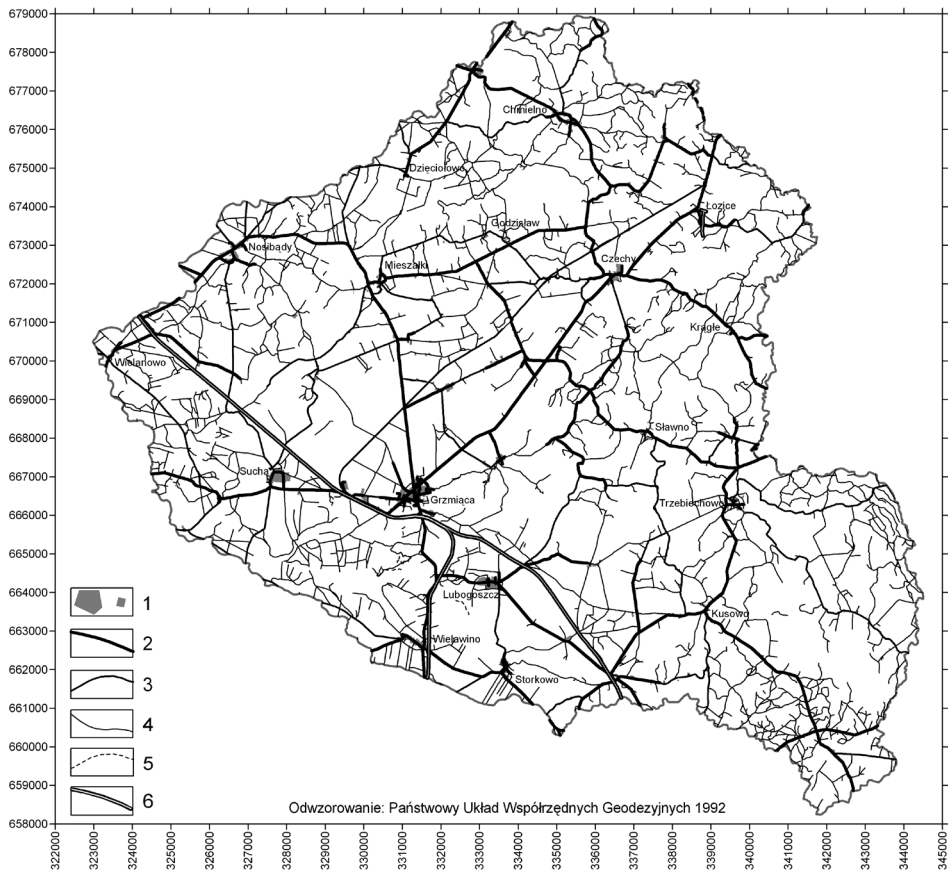 679000
678000
677000
676000
675000
674000
673000
672000
671000
670000
669000
668000
667000
666000
665000
664000
663000
662000
661000
660000
659000
658000
Chmielno
Dzięciołowo
Łozice
Godzisław
Nosibądy
Czechy
Mieszałki
Krągłe
Wielanowo
Sławno
Sucha
Grzmiąca
Trzebiechowo
Lubogoszcz
Kusowo
Wielawino
Storkowo
1
2
3
4
5
6
Odwzorowanie: Państwowy Układ Współrzędnych Geodezyjnych 1992
322000
323000
324000
325000
326000
327000
328000
329000
330000
331000
332000
333000
334000
335000
336000
337000
338000
339000
340000
341000
342000
343000
344000
345000